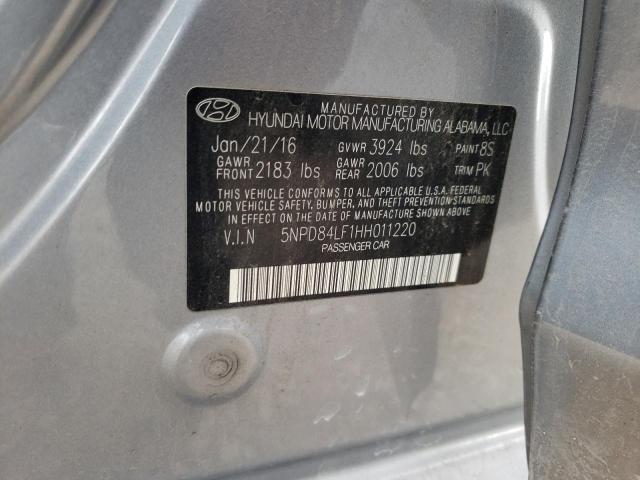 MANUFACTURED BY
HYUNDAI MOTOR MANUFACTURING ALABAMA, LLC
Jan/21/16 GVWR 3924 lbs PAINT 8S
GAWR FRONT 2183 lbs GAWR REAR 2006 lbs TRIM PK
THIS VEHICLE CONFORMS TO ALL APPLICABLE U.S.A. FEDERAL
MOTOR VEHICLE SAFETY, BUMPER, AND THEFT PREVENTION STANDARDS
IN EFFECT ON THE DATE OF MANUFACTURE SHOWN ABOVE.
V.I.N 5NPD84LF1HH011220
PASSENGER CAR